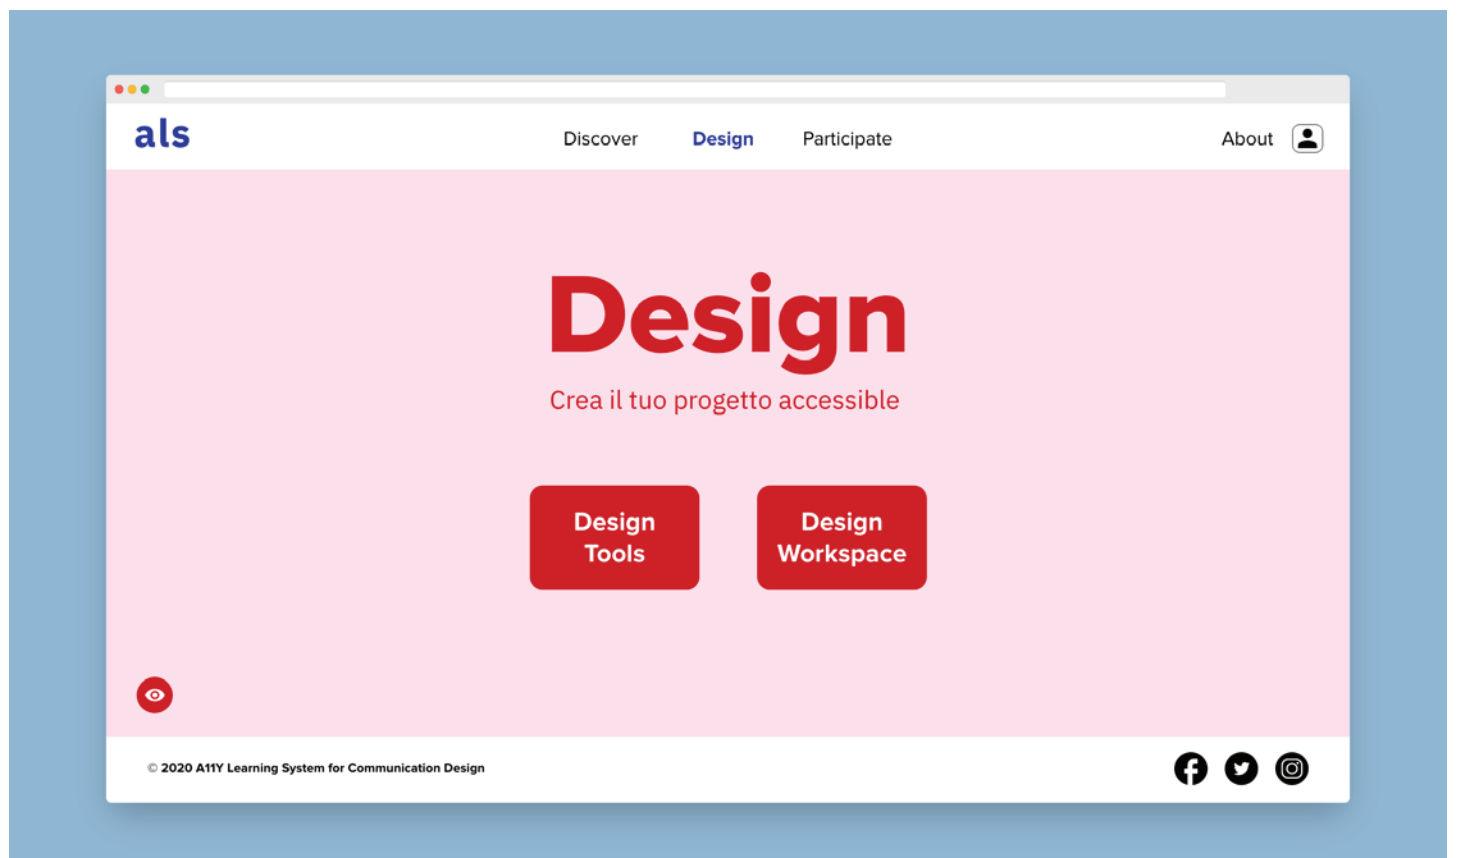 als
Discover
Design
Participate
About
Design
Crea il tuo progetto accessible
Design
Tools
Design
Workspace
© 2020 A11Y Learning System for Communication Design